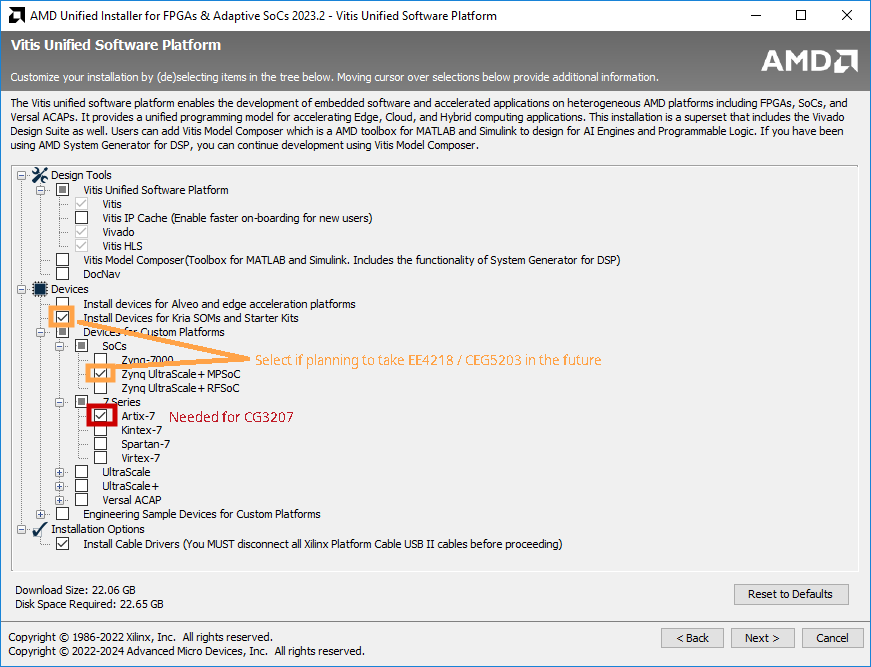 AMD Unified Installer for FPGAs & Adaptive SoCs 2023.2 - Vitis Unified Software Platform
Vitis Unified Software Platform
Customize your installation by (de)selecting items in the tree below. Moving cursor over selections below provide additional information.
AMD
The Vitis unified software platform enables the development of embedded software and accelerated applications on heterogeneous AMD platforms including FPGAs, SoCs, and
Versal ACAPs. It provides a unified programming model for accelerating Edge, Cloud, and Hybrid computing applications. This installation is a superset that includes the Vivado
Design Suite as well. Users can add Vitis Model Composer which is a AMD toolbox for MATLAB and Simulink to design for AI Engines and Programmable Logic. If you have been
using AMD System Generator for DSP, you can continue development using Vitis Model Composer.
Design Tools
Vitis Unified Software Platform
Vitis
Vitis IP Cache (Enable faster on-boarding for new users)
Vivado
Vitis HLS
Vitis Model Composer(Toolbox for MATLAB and Simulink. Includes the functionality of System Generator for DSP)
DocNav
Devices
Install devices for Alveo and edge acceleration platforms
Install Devices for Kria SOMs and Starter Kits
Devices for Custom Platforms
SoCs
Zynq-7000
Select if planning to take EE4218 / CEG5203 in the future
Zynq UltraScale+ MPSoC
Zynq UltraScale+ RFSoC
7 Series
Artix-7 Needed for CG3207
Kintex-7
Spartan-7
Virtex-7
UltraScale
UltraScale+
Versal ACAP
Engineering Sample Devices for Custom Platforms
Installation Options
Install Cable Drivers (You MUST disconnect all Xilinx Platform Cable USB II cables before proceeding)
Download Size: 22.06 GB
Disk Space Required: 22.65 GB
Reset to Defaults
Copyright © 1986-2022 Xilinx, Inc. All rights reserved.
Copyright © 2022-2024 Advanced Micro Devices, Inc. All rights reserved.
< Back
Next >
Cancel